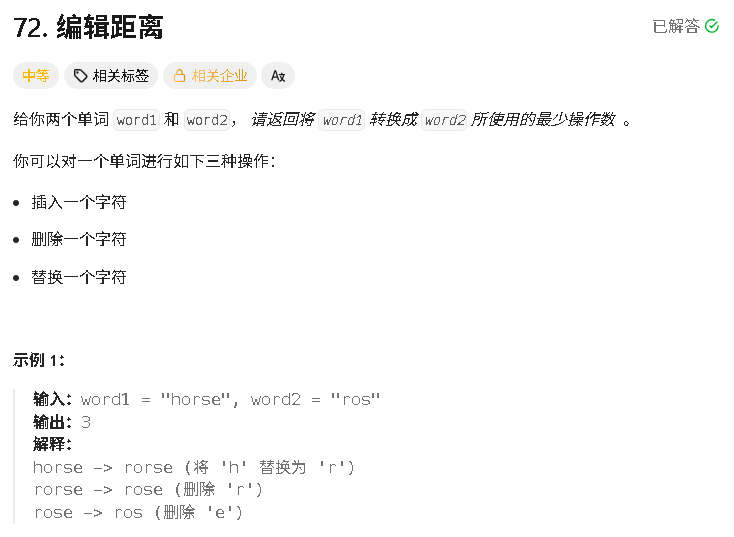 72. 编辑距离
已解答
中等 相关标签 相关企业 Aあ
给你两个单词 word1 和 word2， 请返回将 word1 转换成 word2 所使用的最少操作数 。
你可以对一个单词进行如下三种操作：
• 插入一个字符
• 删除一个字符
• 替换一个字符
示例 1：
输入：word1 = "horse", word2 = "ros"
输出：3
解释：
horse -> rorse (将 'h' 替换为 'r')
rorse -> rose (删除 'r')
rose -> ros (删除 'e')